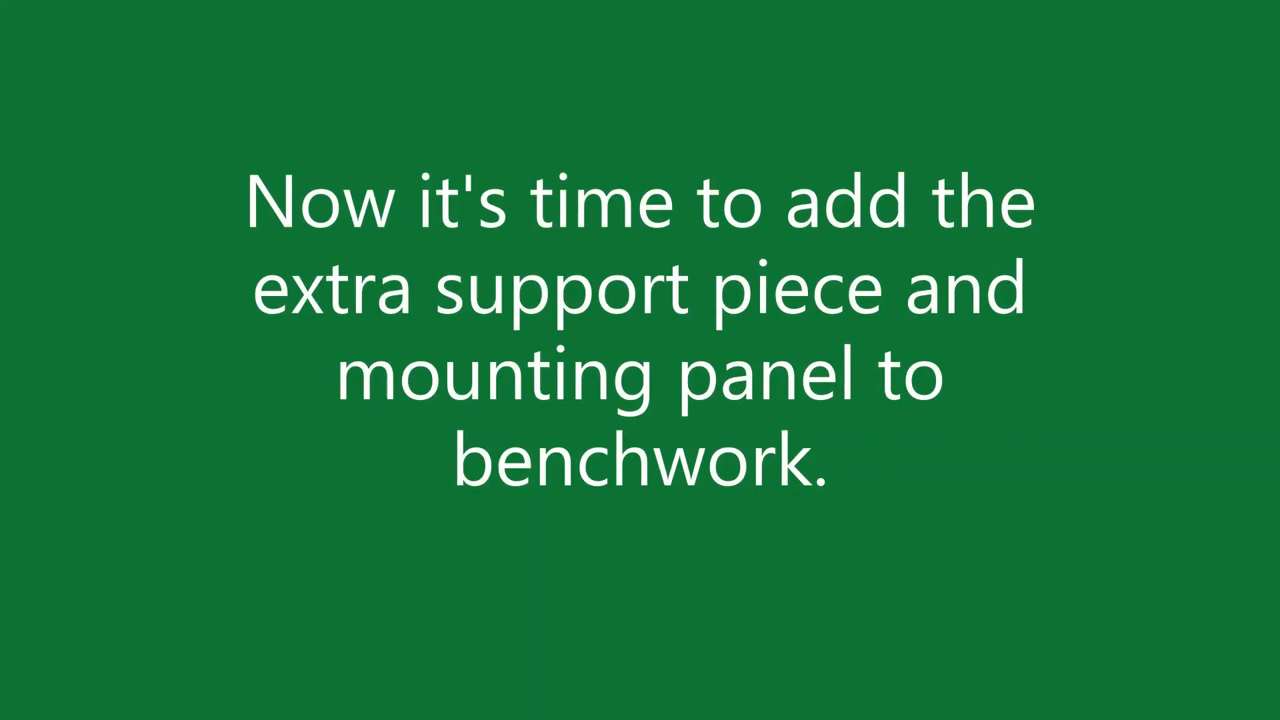 Now it's time to add the
extra support piece and
mounting panel to
benchwork.